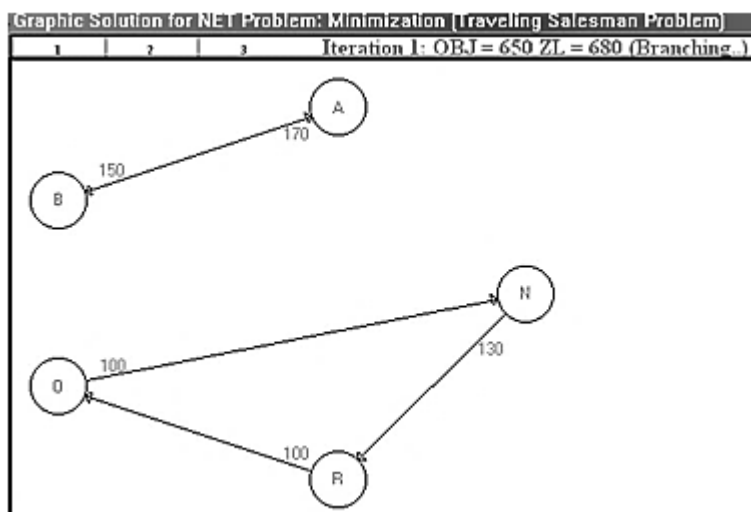 Graphic Solution for NET Problem: Minimization (Traveling Salesman Problem)
1 2 3 Iteration 1: OBJ = 650 ZL = 680 (Branching..)
A
170
150
B
N
100
130
O
100
R